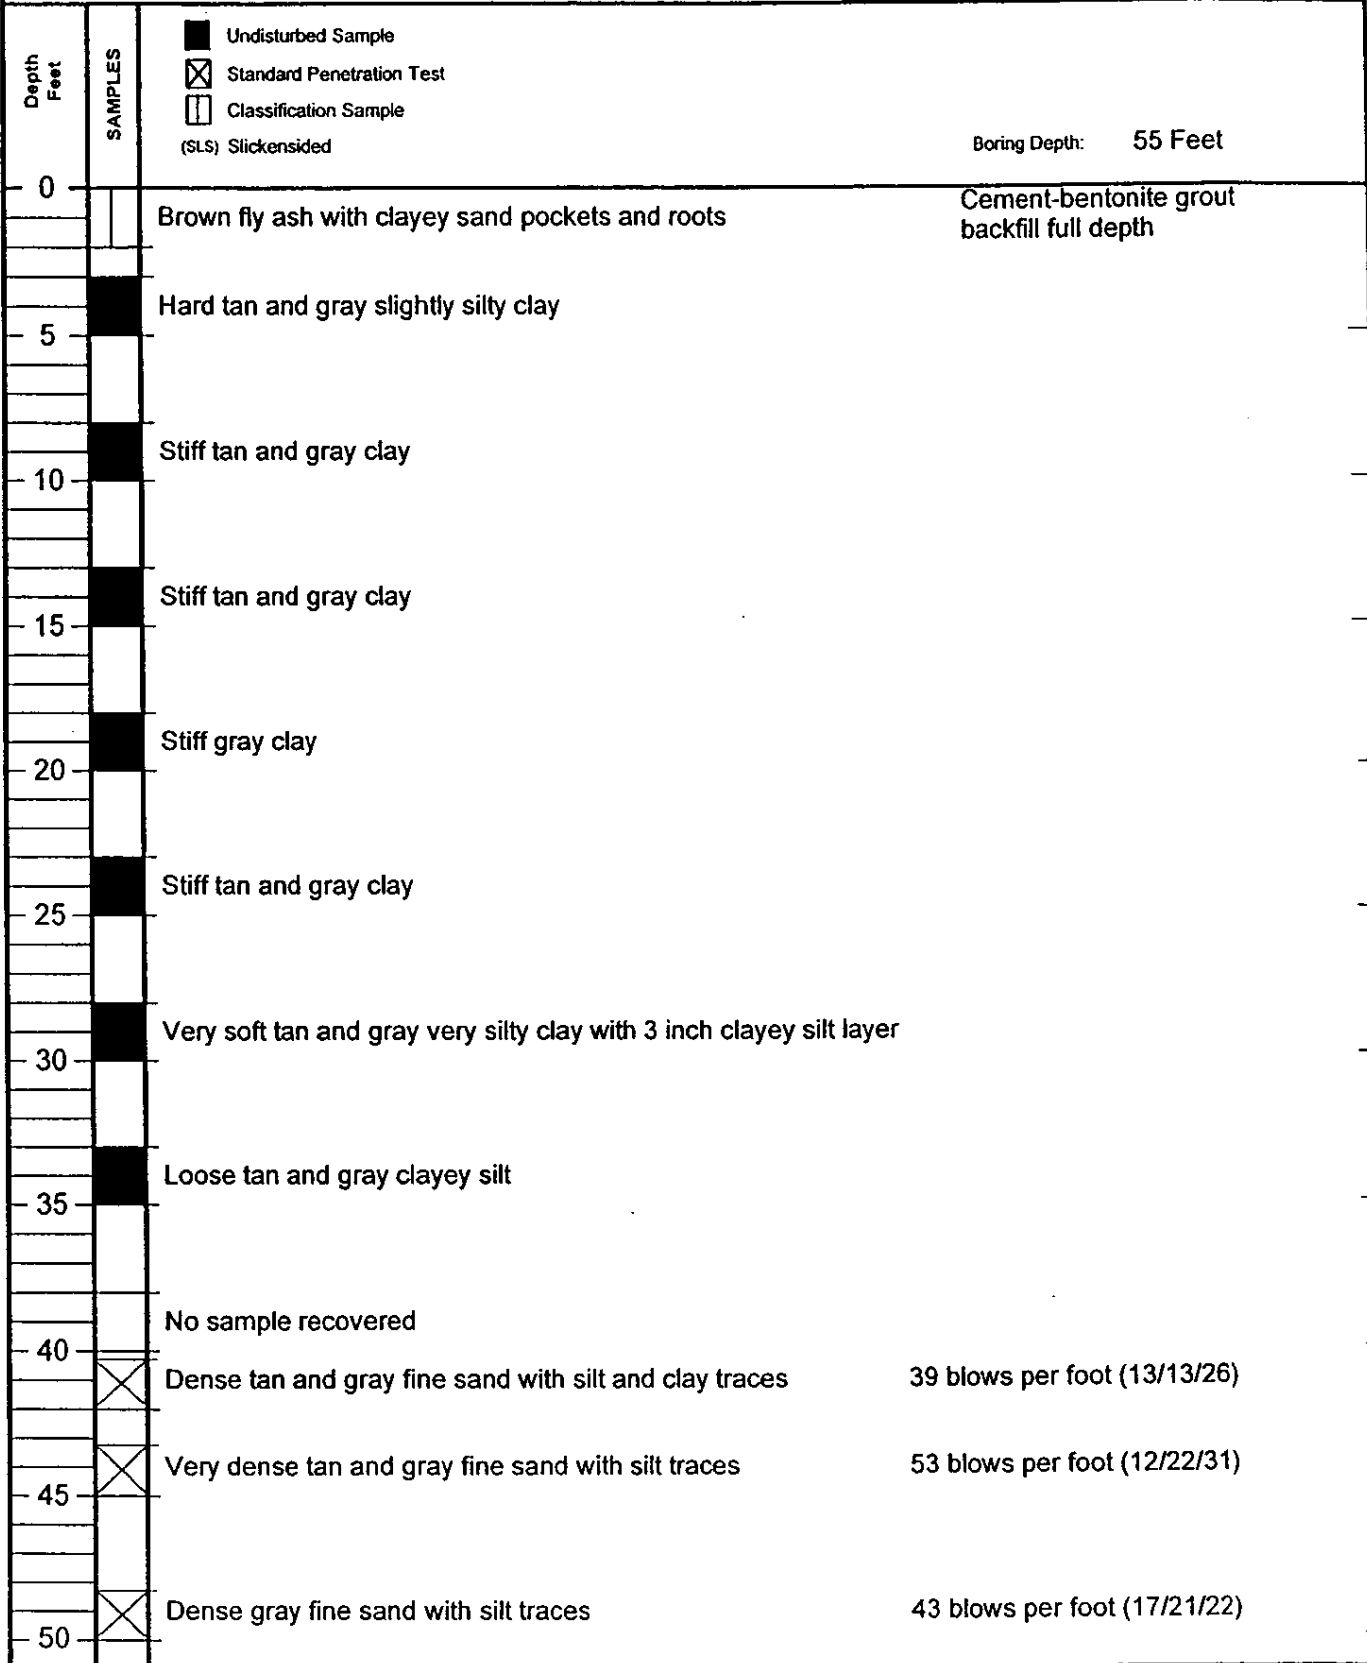 Depth
Feet
SAMPLES
Undisturbed Sample
Standard Penetration Test
Classification Sample
(SLS) Slickensided
Boring Depth: 55 Feet
0
Brown fly ash with clayey sand pockets and roots
Cement-bentonite grout
backfill full depth
Hard tan and gray slightly silty clay
5
Stiff tan and gray clay
10
Stiff tan and gray clay
15
Stiff gray clay
20
Stiff tan and gray clay
25
Very soft tan and gray very silty clay with 3 inch clayey silt layer
30
Loose tan and gray clayey silt
35
No sample recovered
40
Dense tan and gray fine sand with silt and clay traces 39 blows per foot (13/13/26)
Very dense tan and gray fine sand with silt traces 53 blows per foot (12/22/31)
45
Dense gray fine sand with silt traces 43 blows per foot (17/21/22)
50